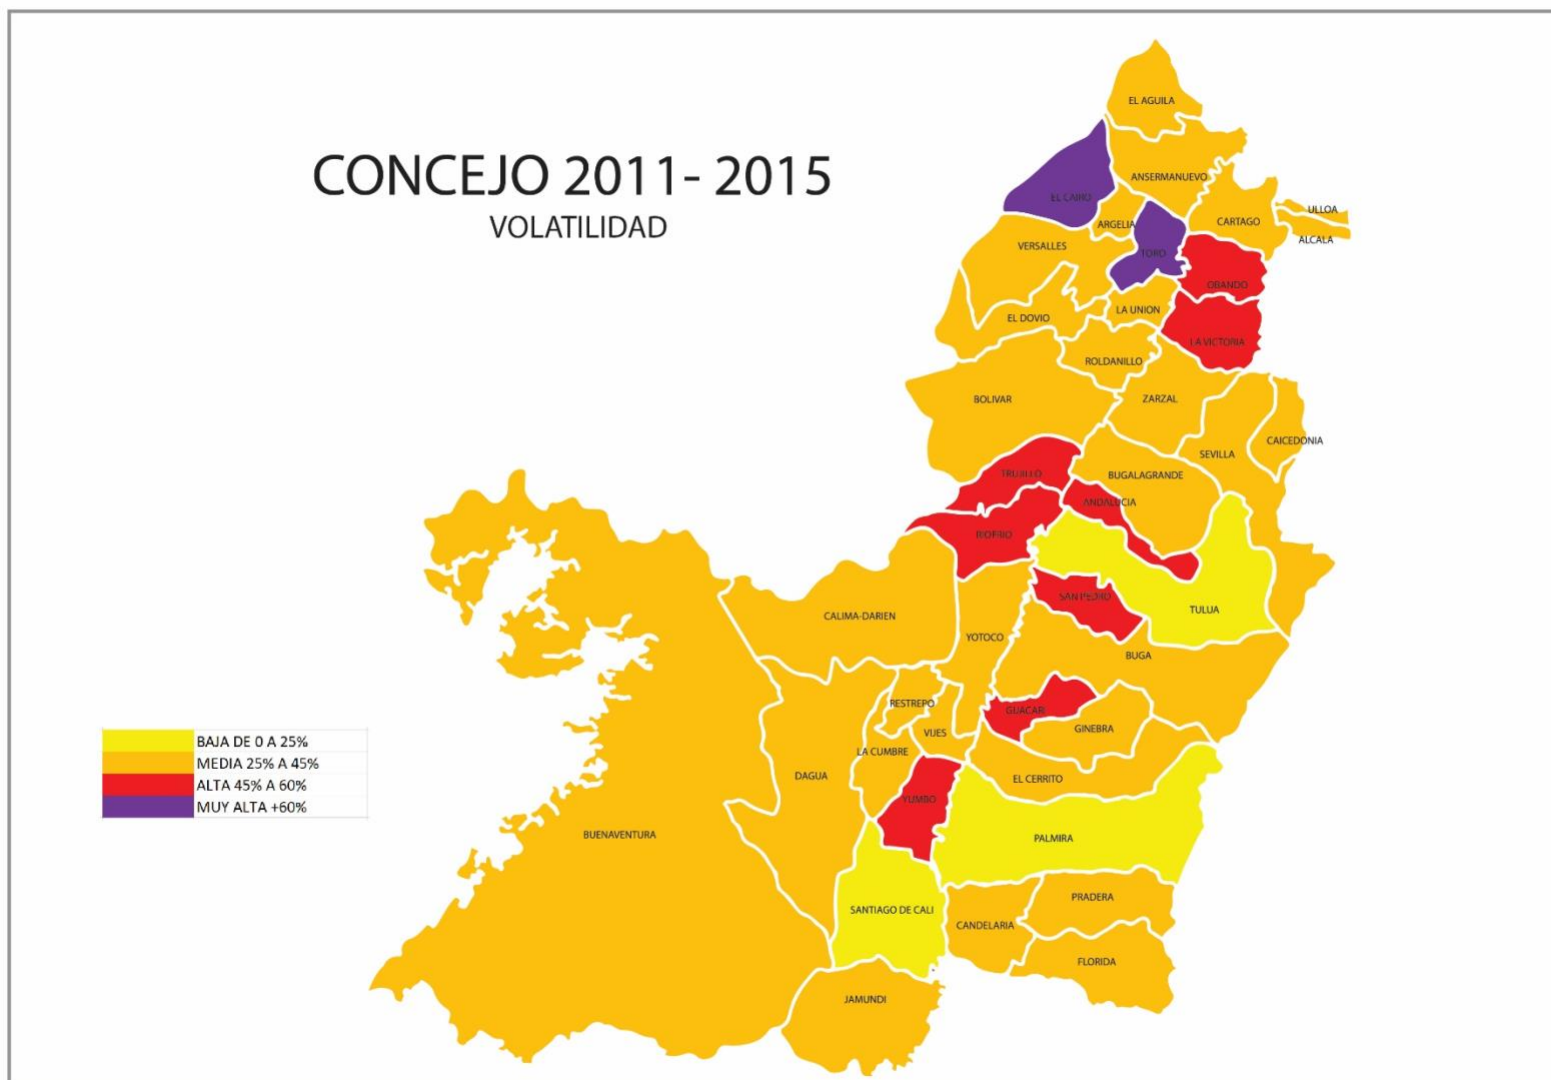 CONCEJO 2011- 2015
VOLATILIDAD
EL AGUILA
ANSERMANUEVO
EL CAIRO
ARGELIA
CARTAGO
ULLOA
ALCALA
VERSALLES
TORO
OBANDO
EL DOVIO
LA UNION
LA VICTORIA
ROLDANILLO
BOLIVAR
ZARZAL
CAICEDONIA
SEVILLA
TRUJILLO
BUGALAGRANDE
ANDALUCIA
RIOFRIO
SAN PEDRO
TULUA
CALIMA-DARIEN
YOTOCO
BUGA
RESTREPO
GUACARI
VUES
GINEBRA
LA CUMBRE
DAGUA
EL CERRITO
YUMBO
BUENAVENTURA
PALMIRA
SANTIAGO DE CALI
PRADERA
CANDELARIA
FLORIDA
JAMUNDI
BAJA DE 0 A 25%
MEDIA 25% A 45%
ALTA 45% A 60%
MUY ALTA +60%